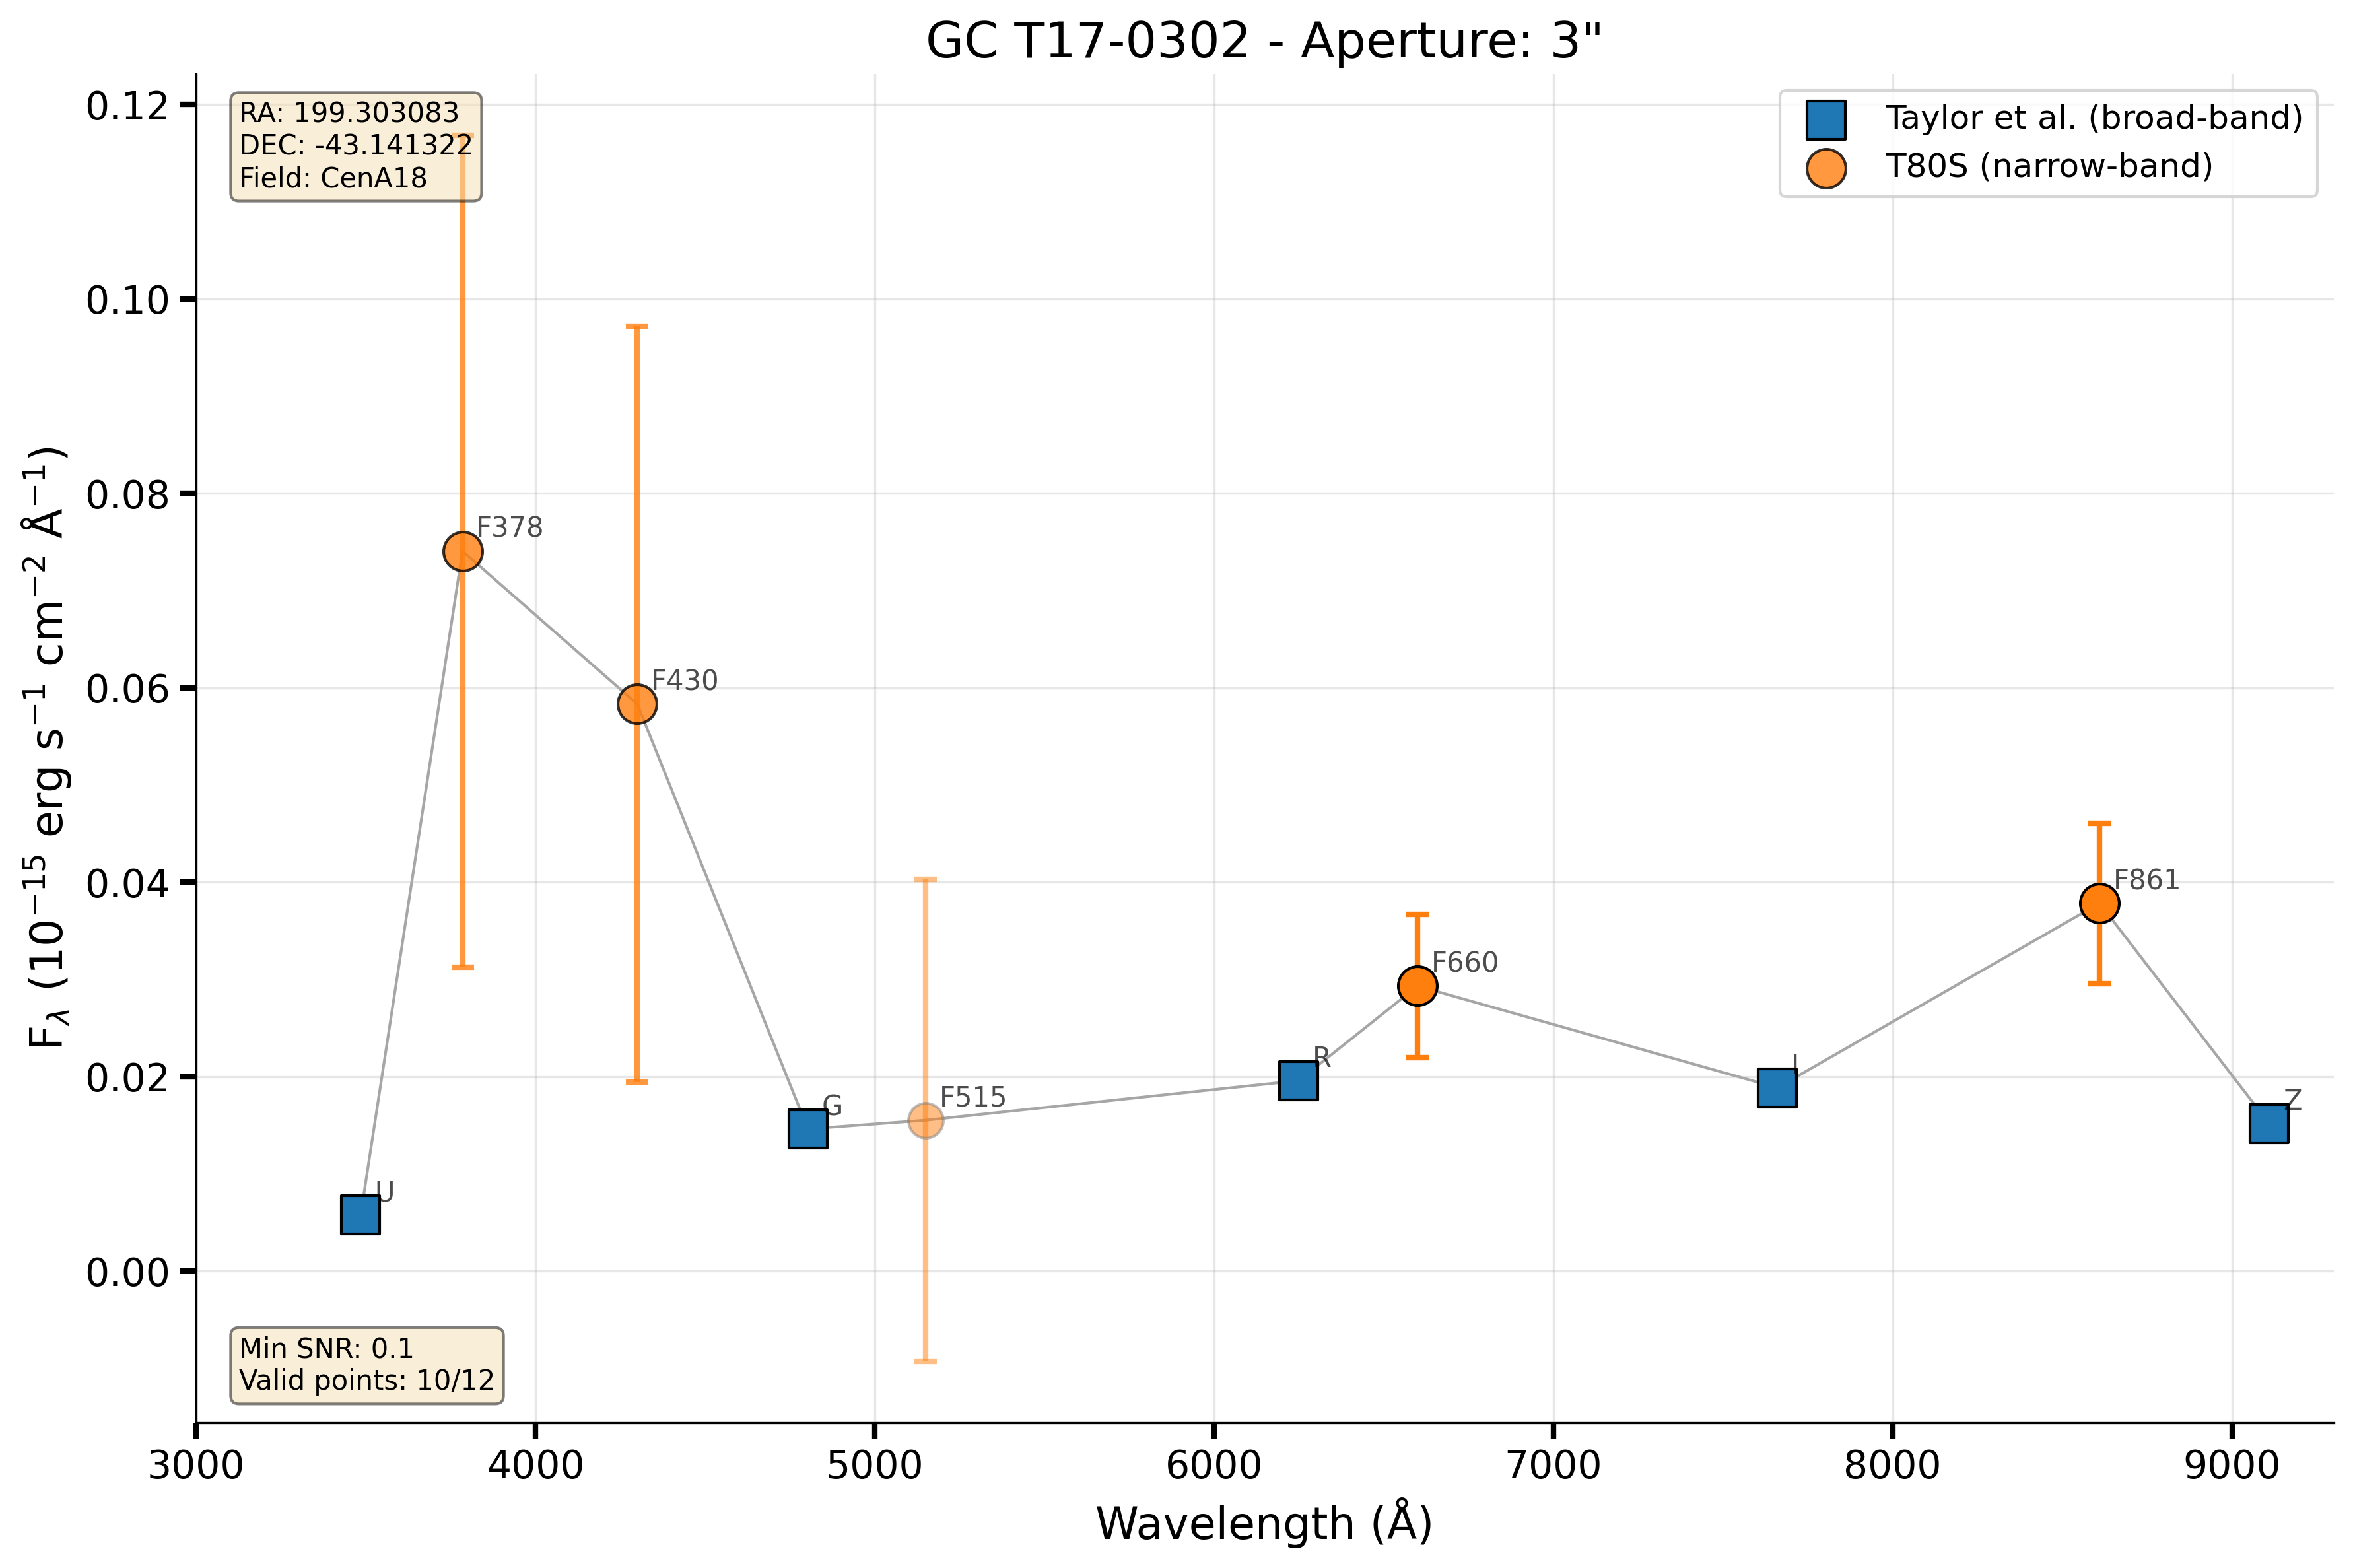 GC T17-0302 - Aperture: 3"
RA: 199.303083
DEC: -43.141322
Field: CenA18
Taylor et al. (broad-band)
T80S (narrow-band)
0.12
0.10
0.08
0.06
0.04
0.02
0.00
F_λ (10⁻¹⁵ erg s⁻¹ cm⁻² Å⁻¹)
F378
F430
F861
F660
R
I
F515
G
Z
U
Min SNR: 0.1
Valid points: 10/12
3000 4000 5000 6000 7000 8000 9000
Wavelength (Å)